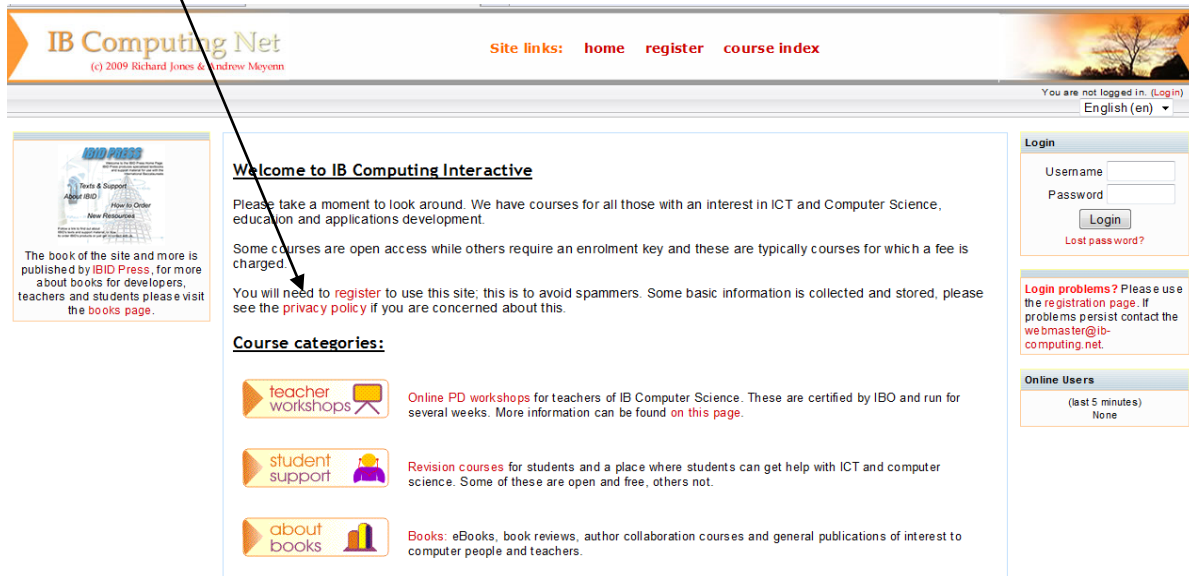 IB Computing Net
(c) 2009 Richard Jones & Andrew Meyenn
Site links: home register course index
You are not logged in. (Login)
English (en)
IBID PRESS
Texts & Support
About IBID
How to Order
New Resources
The book of the site and more is
published by IBID Press, for more
about books for developers,
teachers and students please visit
the books page.
Welcome to IB Computing Interactive
Please take a moment to look around. We have courses for all those with an interest in ICT and Computer Science,
education and applications development.
Some courses are open access while others require an enrolment key and these are typically courses for which a fee is
charged.
You will need to register to use this site; this is to avoid spammers. Some basic information is collected and stored, please
see the privacy policy if you are concerned about this.
Course categories:
teacher
workshops
Online PD workshops for teachers of IB Computer Science. These are certified by IBO and run for
several weeks. More information can be found on this page.
student
support
Revision courses for students and a place where students can get help with ICT and computer
science. Some of these are open and free, others not.
about
books
Books: eBooks, book reviews, author collaboration courses and general publications of interest to
computer people and teachers.
Login
Username
Password
Login
Lost password?
Login problems? Please use
the registration page. If
problems persist contact the
webmaster@ib-
computing.net.
Online Users
(last 5 minutes)
None